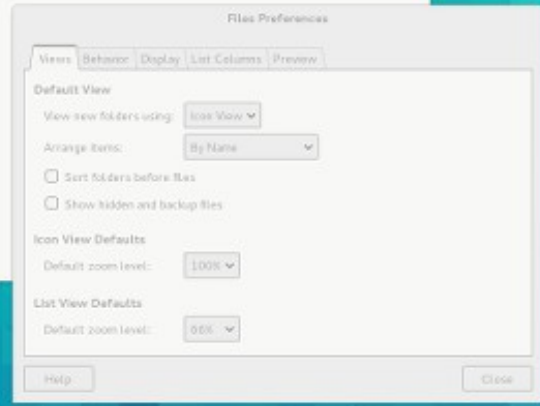 Files Preferences
Views Behavior Display List Columns Preview
Default View
View new folders using: Icon View
Arrange items: By Name
Sort folders before files
Show hidden and backup files
Icon View Defaults
Default zoom level: 100%
List View Defaults
Default zoom level: 66%
Help Close